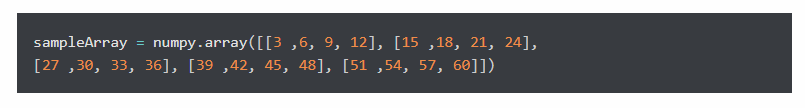 sampleArray = numpy.array([[3 ,6, 9, 12], [15 ,18, 21, 24],
[27 ,30, 33, 36], [39 ,42, 45, 48], [51 ,54, 57, 60]])